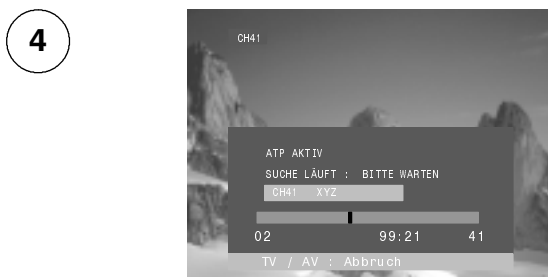 4
CH41
ATP AKTIV
SUCHE LÄUFT : BITTE WARTEN
CH41 XYZ
02 99:21 41
TV / AV : Abbruch